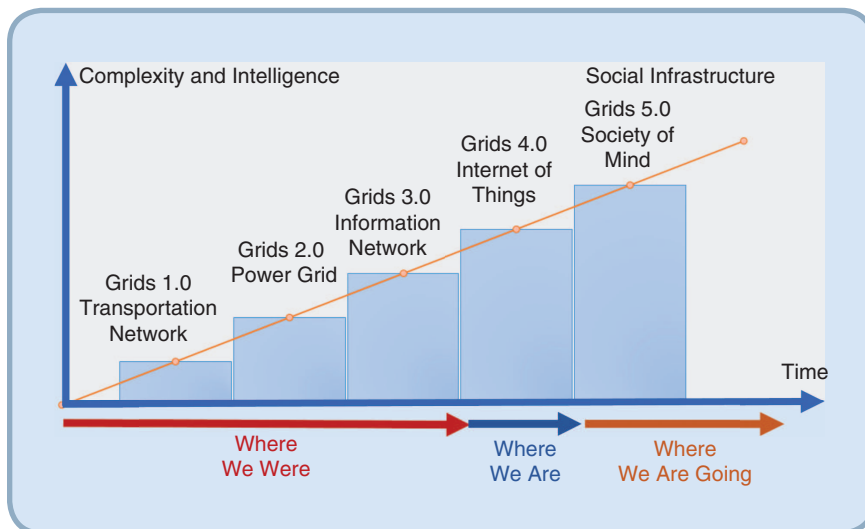 Complexity and Intelligence
Social Infrastructure
Grids 5.0
Society of
Mind
Grids 4.0
Internet of
Things
Grids 3.0
Information
Network
Grids 2.0
Power Grid
Grids 1.0
Transportation
Network
Time
Where
We Were
Where
We Are
Where
We Are Going